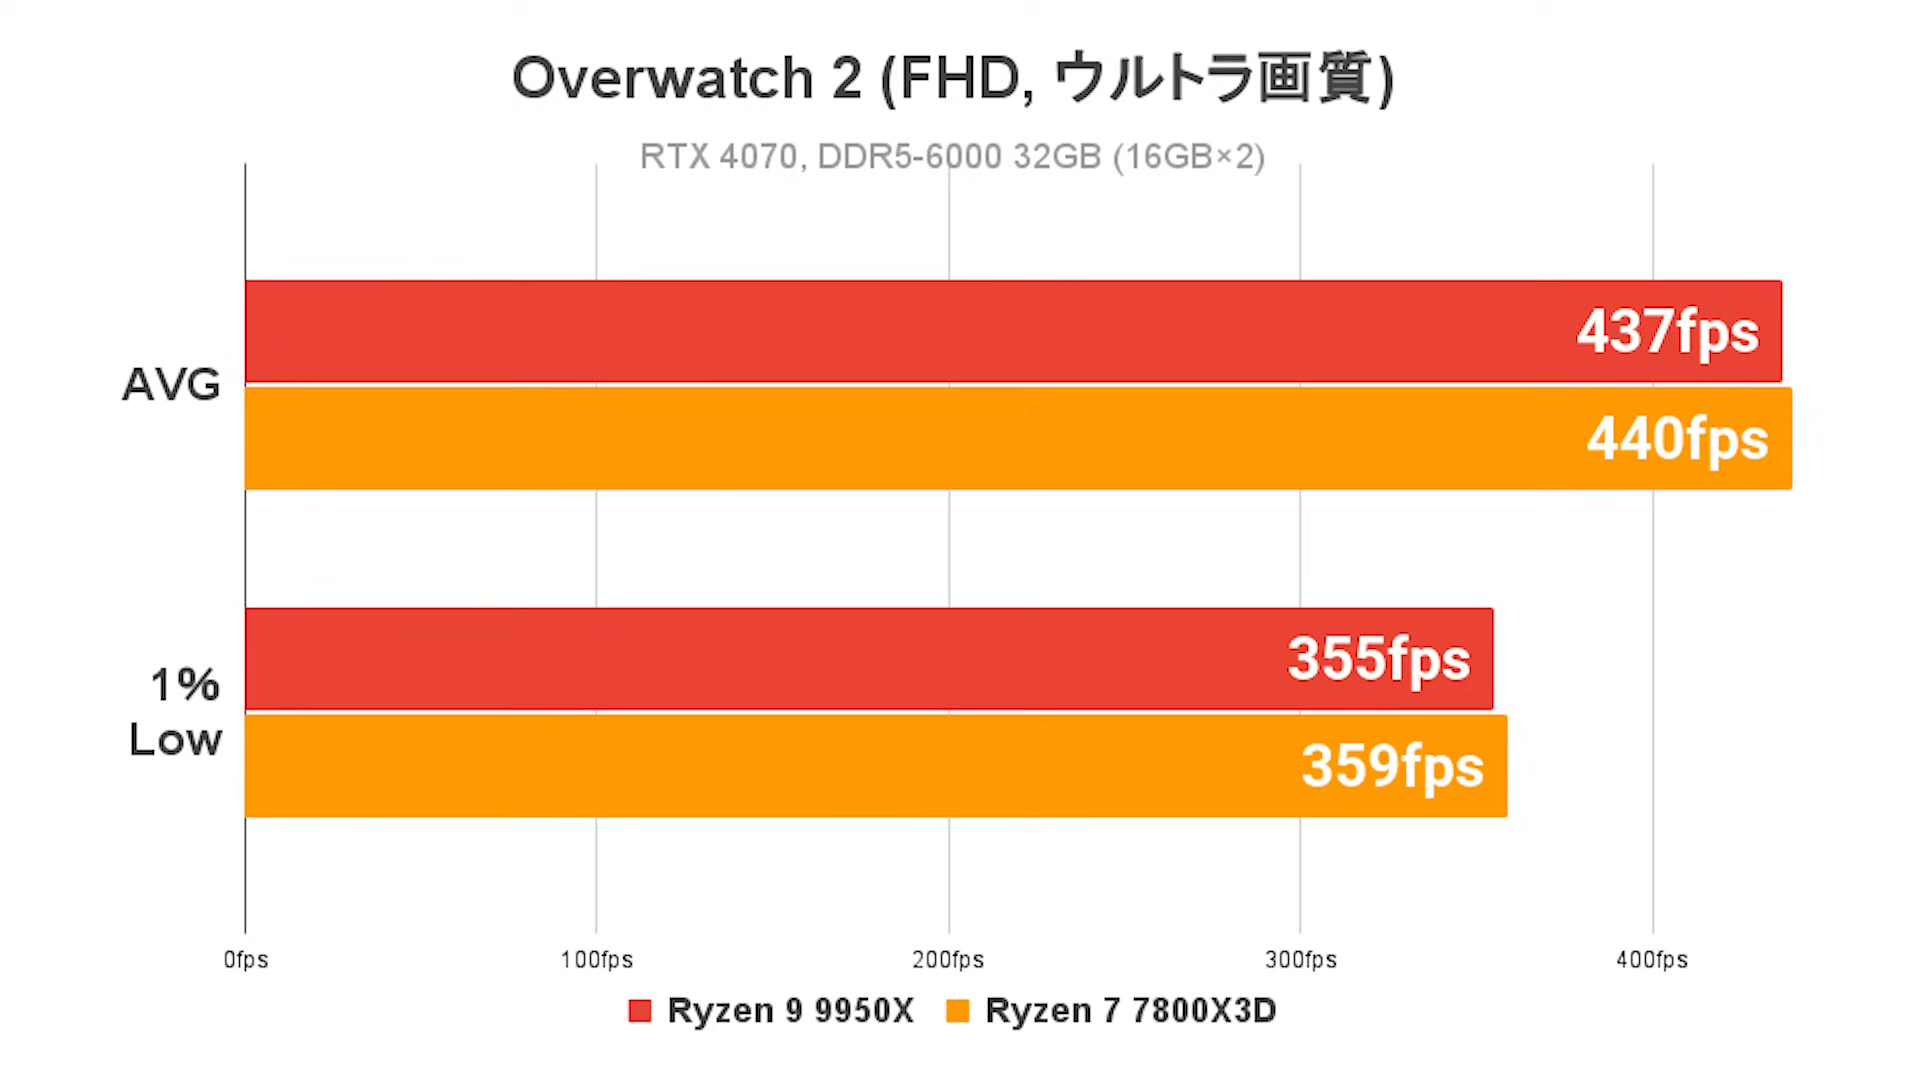 Overwatch 2 (FHD, ウルトラ画質)
RTX 4070, DDR5-6000 32GB (16GB×2)
AVG
437fps
440fps
1%
Low
355fps
359fps
0fps 100fps 200fps 300fps 400fps
Ryzen 9 9950X Ryzen 7 7800X3D